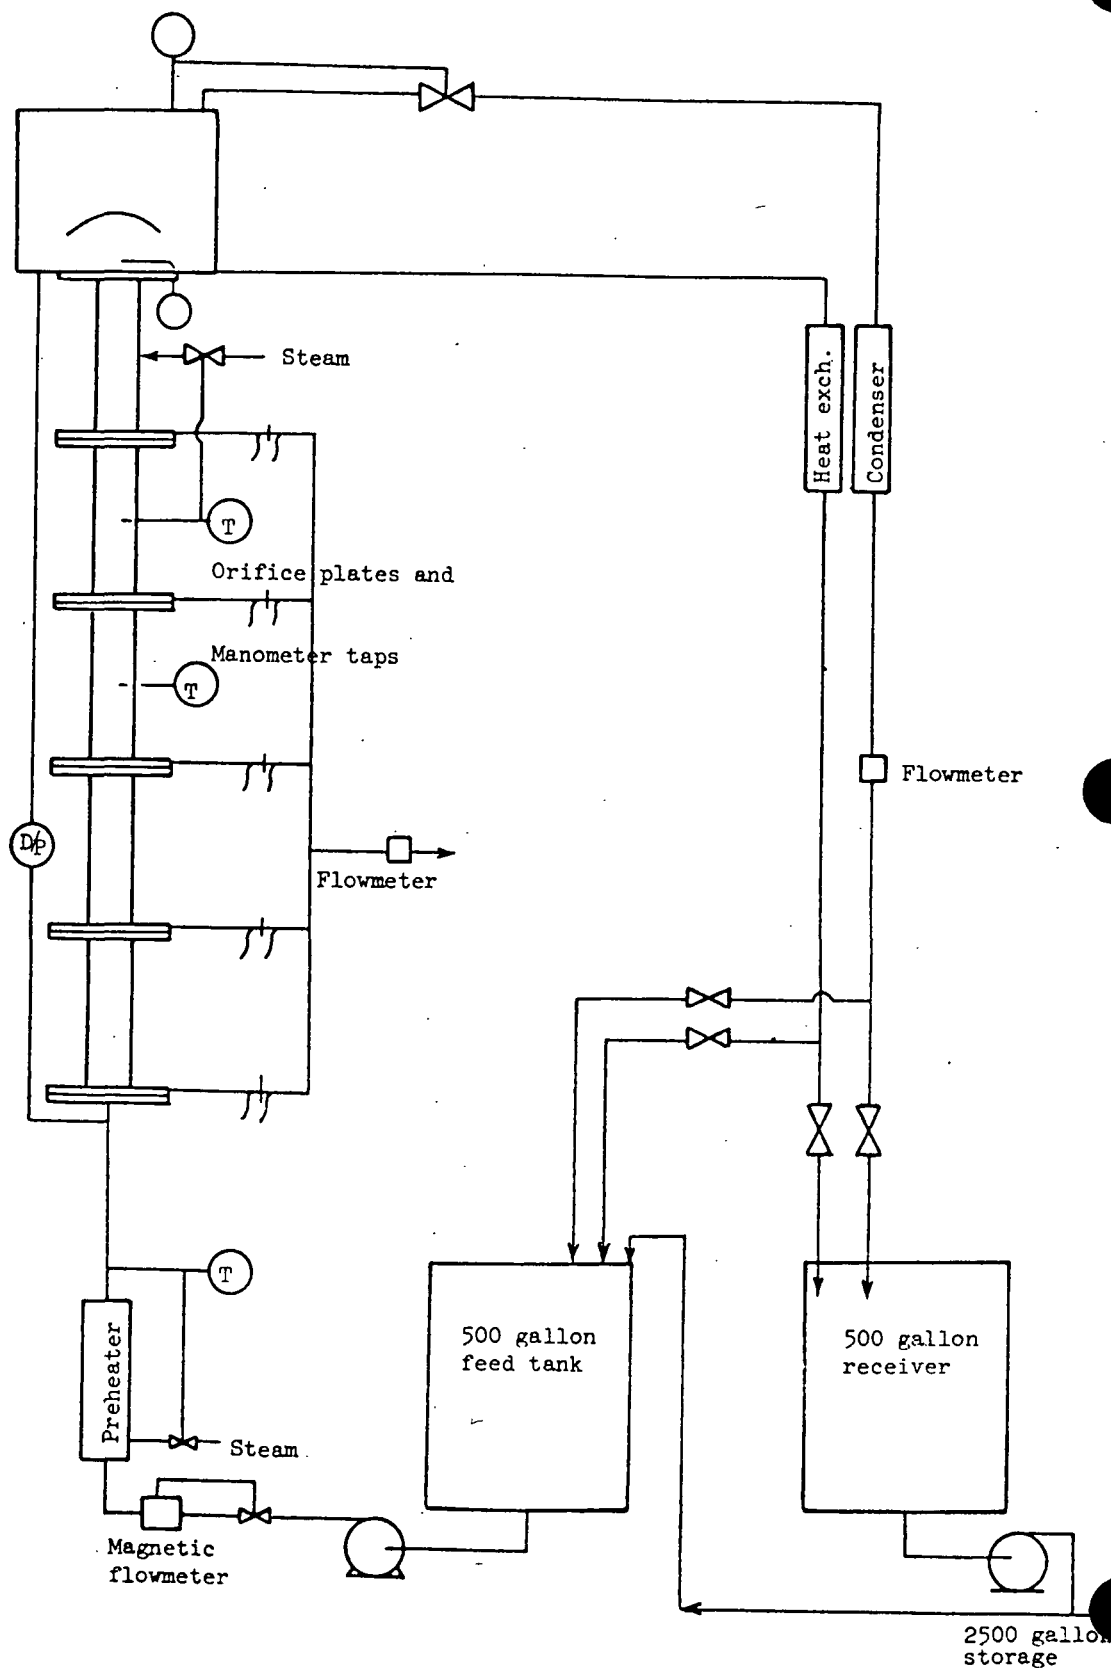 Steam
Heat exch.
Condenser
T
Orifice plates and
Manometer taps
T
Flowmeter
D/P
Flowmeter
T
Preheater
500 gallon
feed tank
500 gallon
receiver
Steam
Magnetic
flowmeter
2500 gallon
storage